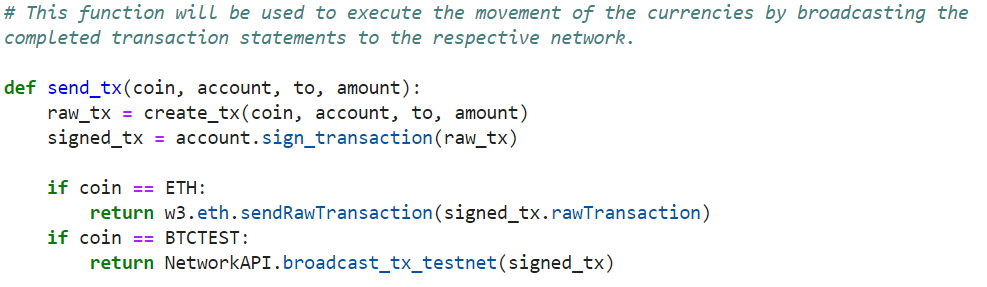 # This function will be used to execute the movement of the currencies by broadcasting the
completed transaction statements to the respective network.
def send_tx(coin, account, to, amount):
    raw_tx = create_tx(coin, account, to, amount)
    signed_tx = account.sign_transaction(raw_tx)
    if coin == ETH:
        return w3.eth.sendRawTransaction(signed_tx.rawTransaction)
    if coin == BTCTEST:
        return NetworkAPI.broadcast_tx_testnet(signed_tx)